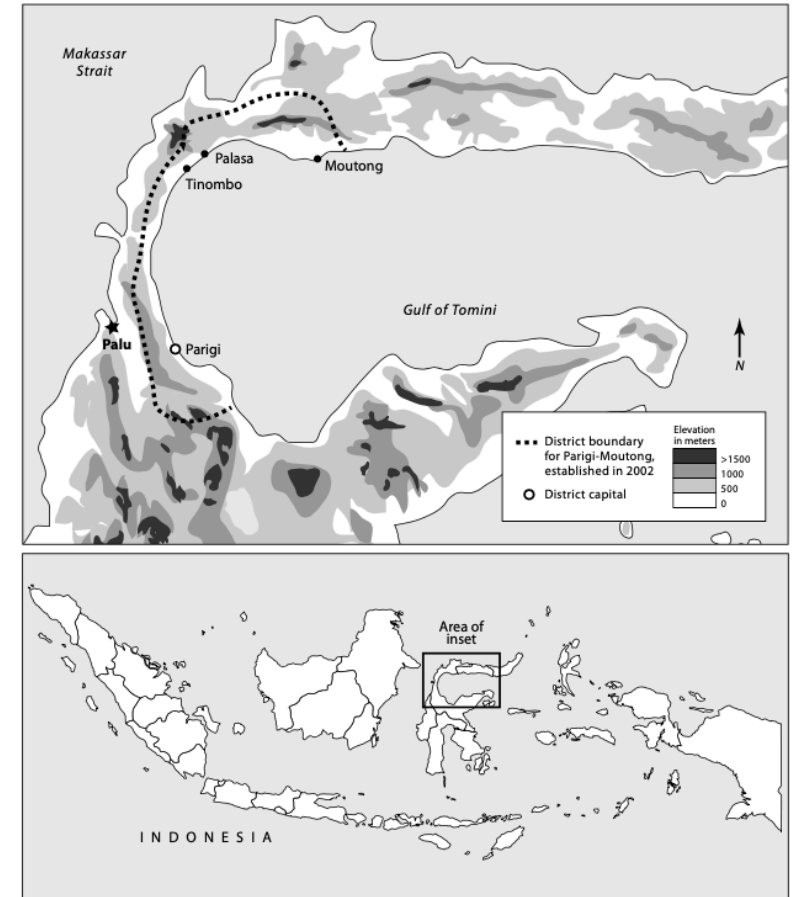 Makassar
Strait
Palasa
Moutong
Tinombo
Gulf of Tomini
Palu
Parigi
N
District boundary
for Parigi-Moutong,
established in 2002
District capital
Elevation
in meters
>1500
1000
500
0
Area of
inset
INDONESIA